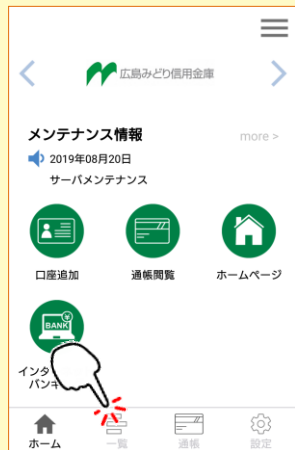 広島みどり信用金庫
メンテナンス情報 more >
2019年08月20日
サーバメンテナンス
口座追加 通帳閲覧 ホームページ
BANK ¥
インタ
バンキ
ホーム 一覧 通帳 設定